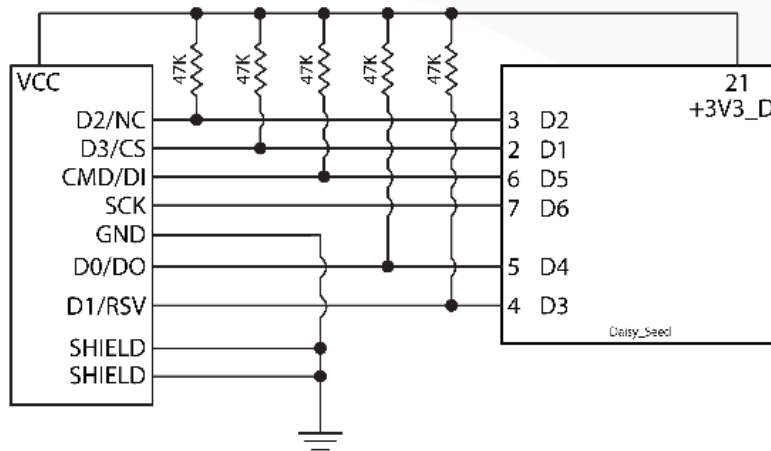 47K 47K 47K 47K 47K
VCC
21
+3V3_D
D2/NC 3 D2
D3/CS 2 D1
CMD/DI 6 D5
SCK 7 D6
GND
D0/DO 5 D4
D1/RSV 4 D3
Daisy_Seed
SHIELD
SHIELD